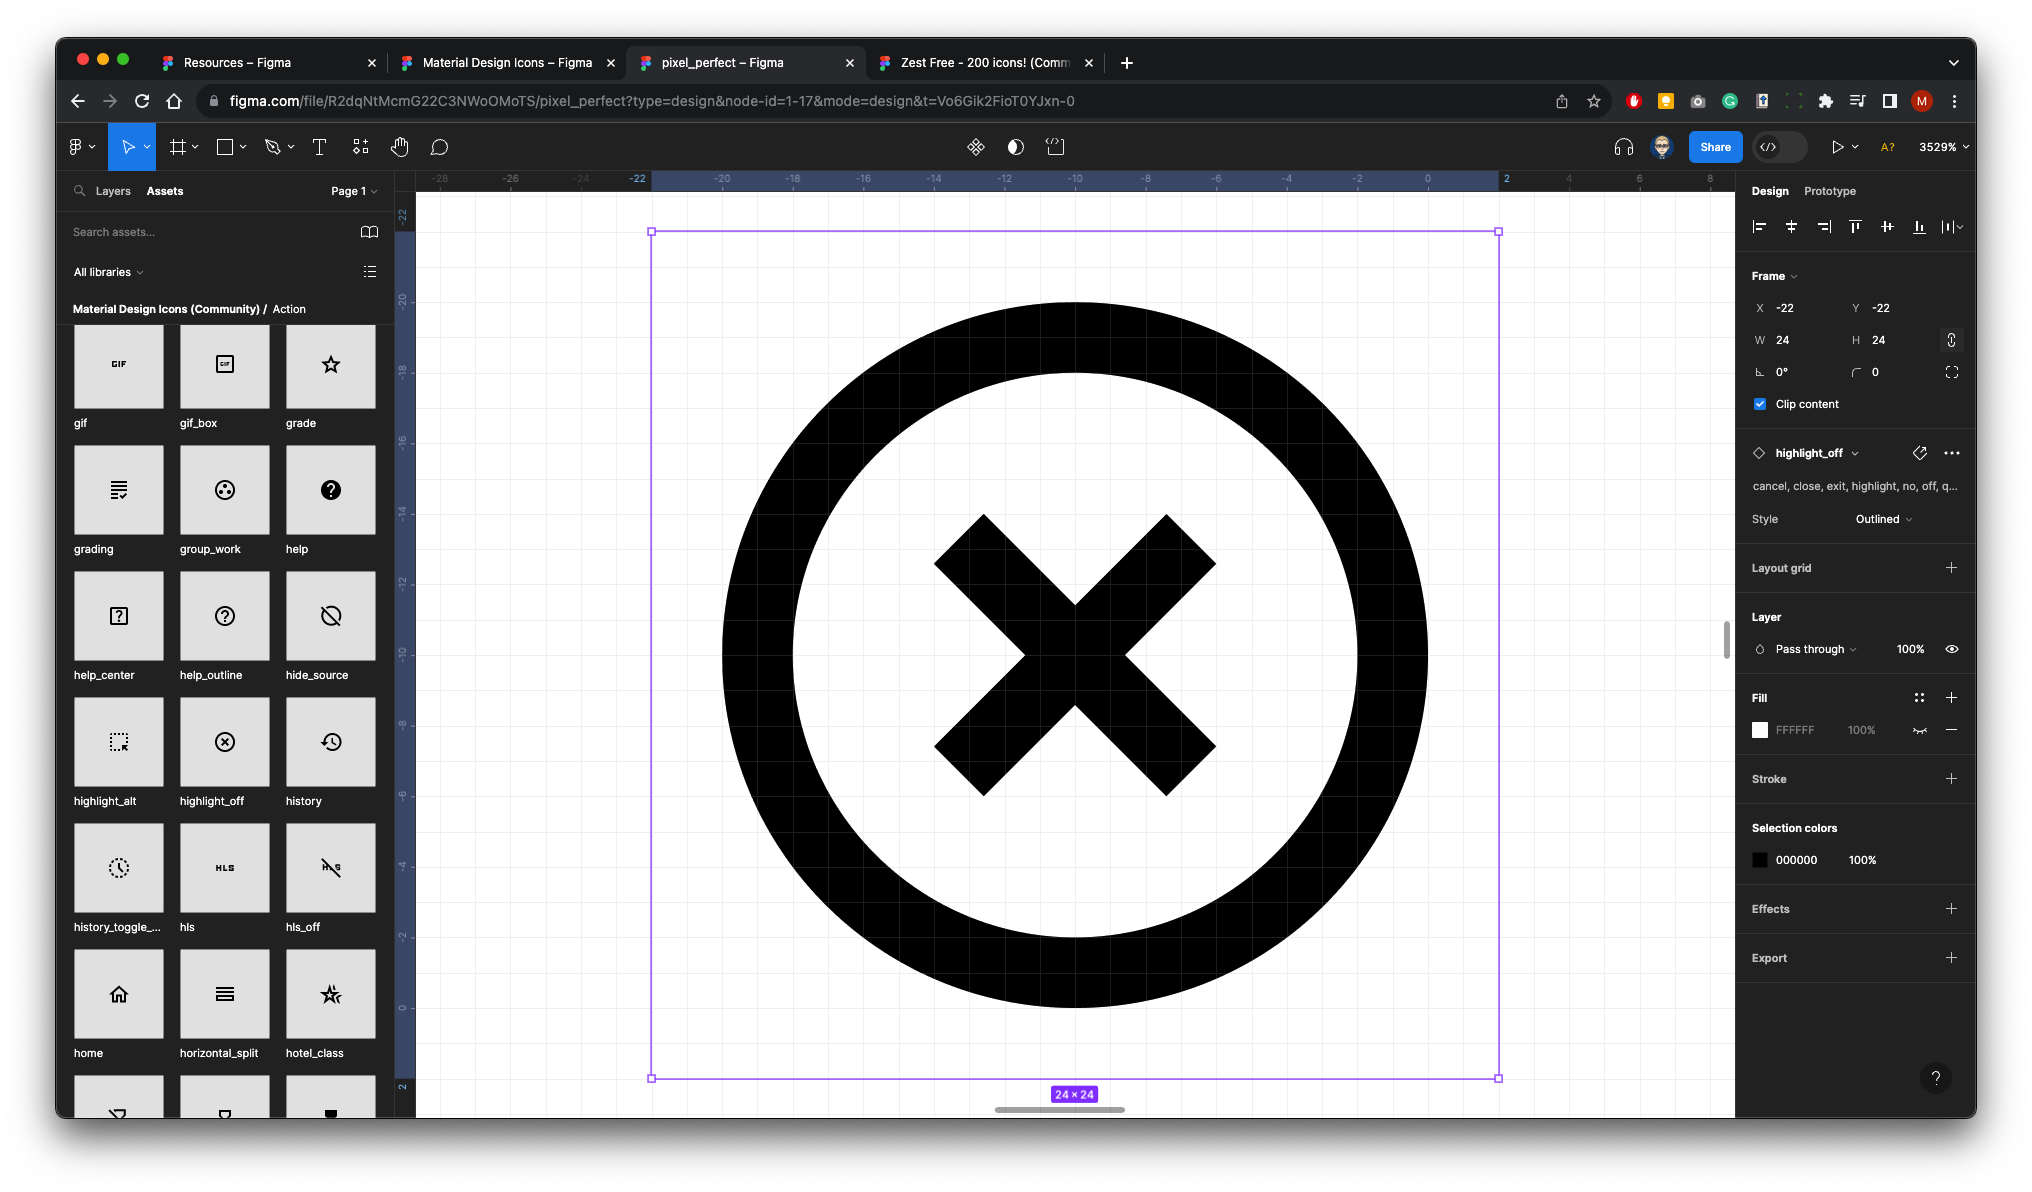 Resources – Figma
Material Design Icons – Figma
pixel_perfect – Figma
Zest Free - 200 icons! (Comm
figma.com/file/R2dqNtMcmG22C3NWoOMoTS/pixel_perfect?type=design&node-id=1-17&mode=design&t=Vo6Gik2FioT0YJxn-0
M
Share
A?
3529%
Layers
Assets
Page 1
-28 -26 -24 -22 -20 -18 -16 -14 -12 -10 -8 -6 -4 -2 0 2 4 6 8
Design
Prototype
Search assets...
All libraries
Material Design Icons (Community) / Action
GIF
GIF
gif
gif_box
grade
grading
group_work
help
help_center
help_outline
hide_source
highlight_alt
highlight_off
history
HLS
HLS
history_toggle_...
hls
hls_off
home
horizontal_split
hotel_class
-22
-20
-18
-16
-14
-12
-10
-8
-6
-4
-2
0
2
24 × 24
Frame
X -22 Y -22
W 24 H 24
0° 0
Clip content
highlight_off
cancel, close, exit, highlight, no, off, q...
Style Outlined
Layout grid
Layer
Pass through 100%
Fill
FFFFFF 100%
Stroke
Selection colors
000000 100%
Effects
Export
?